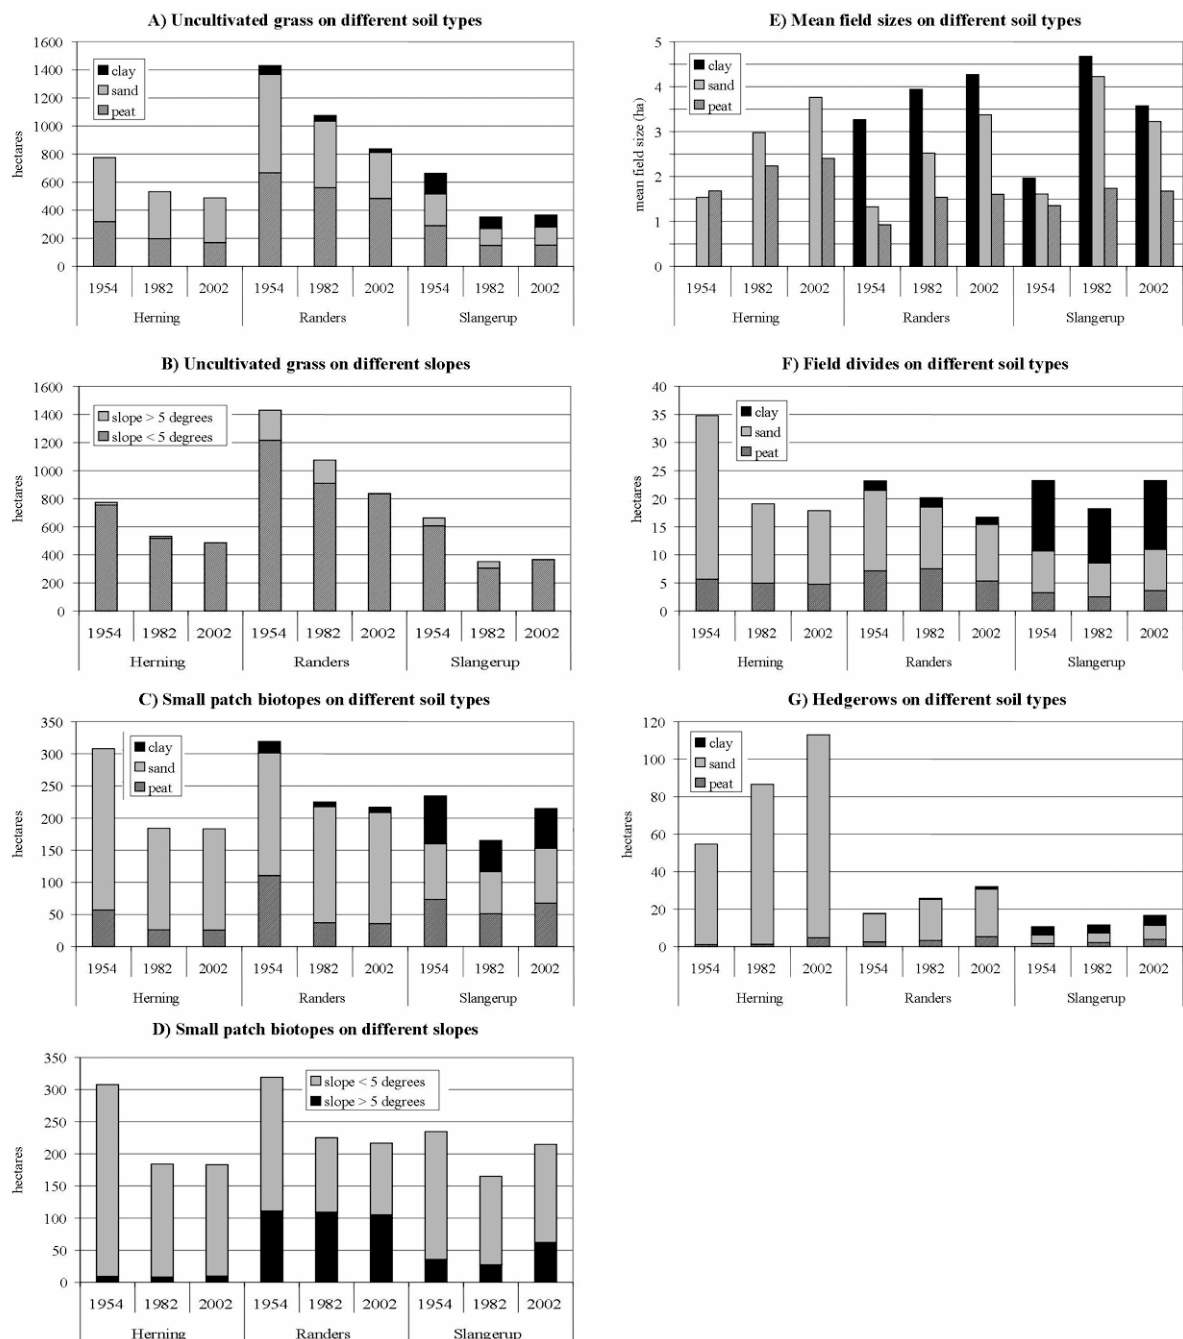 A) Uncultivated grass on different soil types
1600
1400
1200
1000
800
600
400
200
0
hectares
clay
sand
peat
1954 1982 2002 1954 1982 2002 1954 1982 2002
Herning Randers Slangerup
B) Uncultivated grass on different slopes
1600
1400
1200
1000
800
600
400
200
0
hectares
slope > 5 degrees
slope < 5 degrees
1954 1982 2002 1954 1982 2002 1954 1982 2002
Herning Randers Slangerup
C) Small patch biotopes on different soil types
350
300
250
200
150
100
50
0
hectares
clay
sand
peat
1954 1982 2002 1954 1982 2002 1954 1982 2002
Herning Randers Slangerup
D) Small patch biotopes on different slopes
350
300
250
200
150
100
50
0
hectares
slope < 5 degrees
slope > 5 degrees
1954 1982 2002 1954 1982 2002 1954 1982 2002
Herning Randers Slangerup
E) Mean field sizes on different soil types
5
4
3
2
1
0
mean field size (ha)
clay
sand
peat
1954 1982 2002 1954 1982 2002 1954 1982 2002
Herning Randers Slangerup
F) Field divides on different soil types
40
35
30
25
20
15
10
5
0
hectares
clay
sand
peat
1954 1982 2002 1954 1982 2002 1954 1982 2002
Herning Randers Slangerup
G) Hedgerows on different soil types
120
100
80
60
40
20
0
hectares
clay
sand
peat
1954 1982 2002 1954 1982 2002 1954 1982 2002
Herning Randers Slangerup